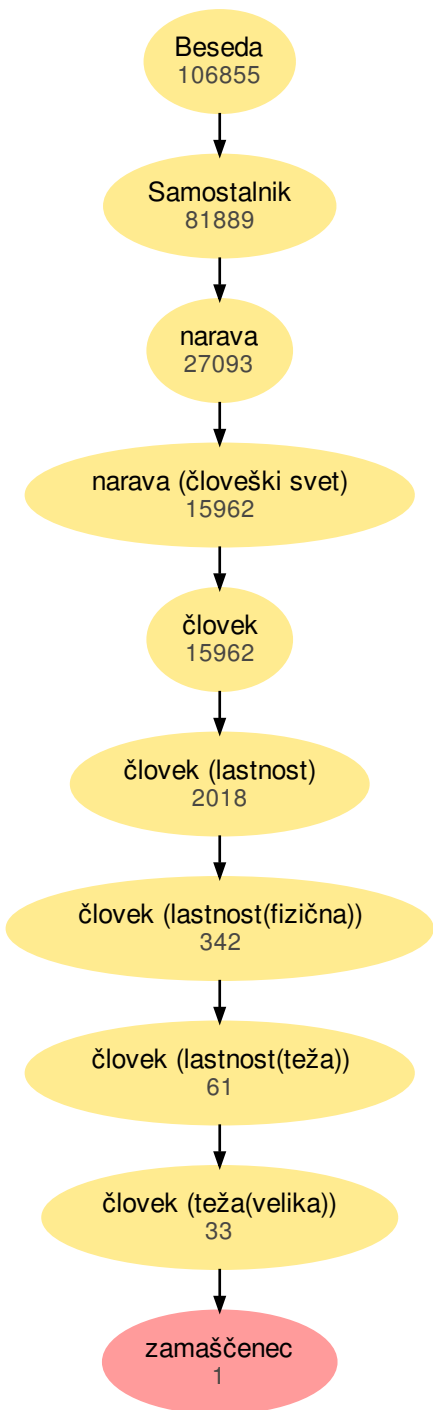 Beseda
106855
Samostalnik
81889
narava
27093
narava (človeški svet)
15962
človek
15962
človek (lastnost)
2018
človek (lastnost(fizična))
342
človek (lastnost(teža))
61
človek (teža(velika))
33
zamaščenec
1